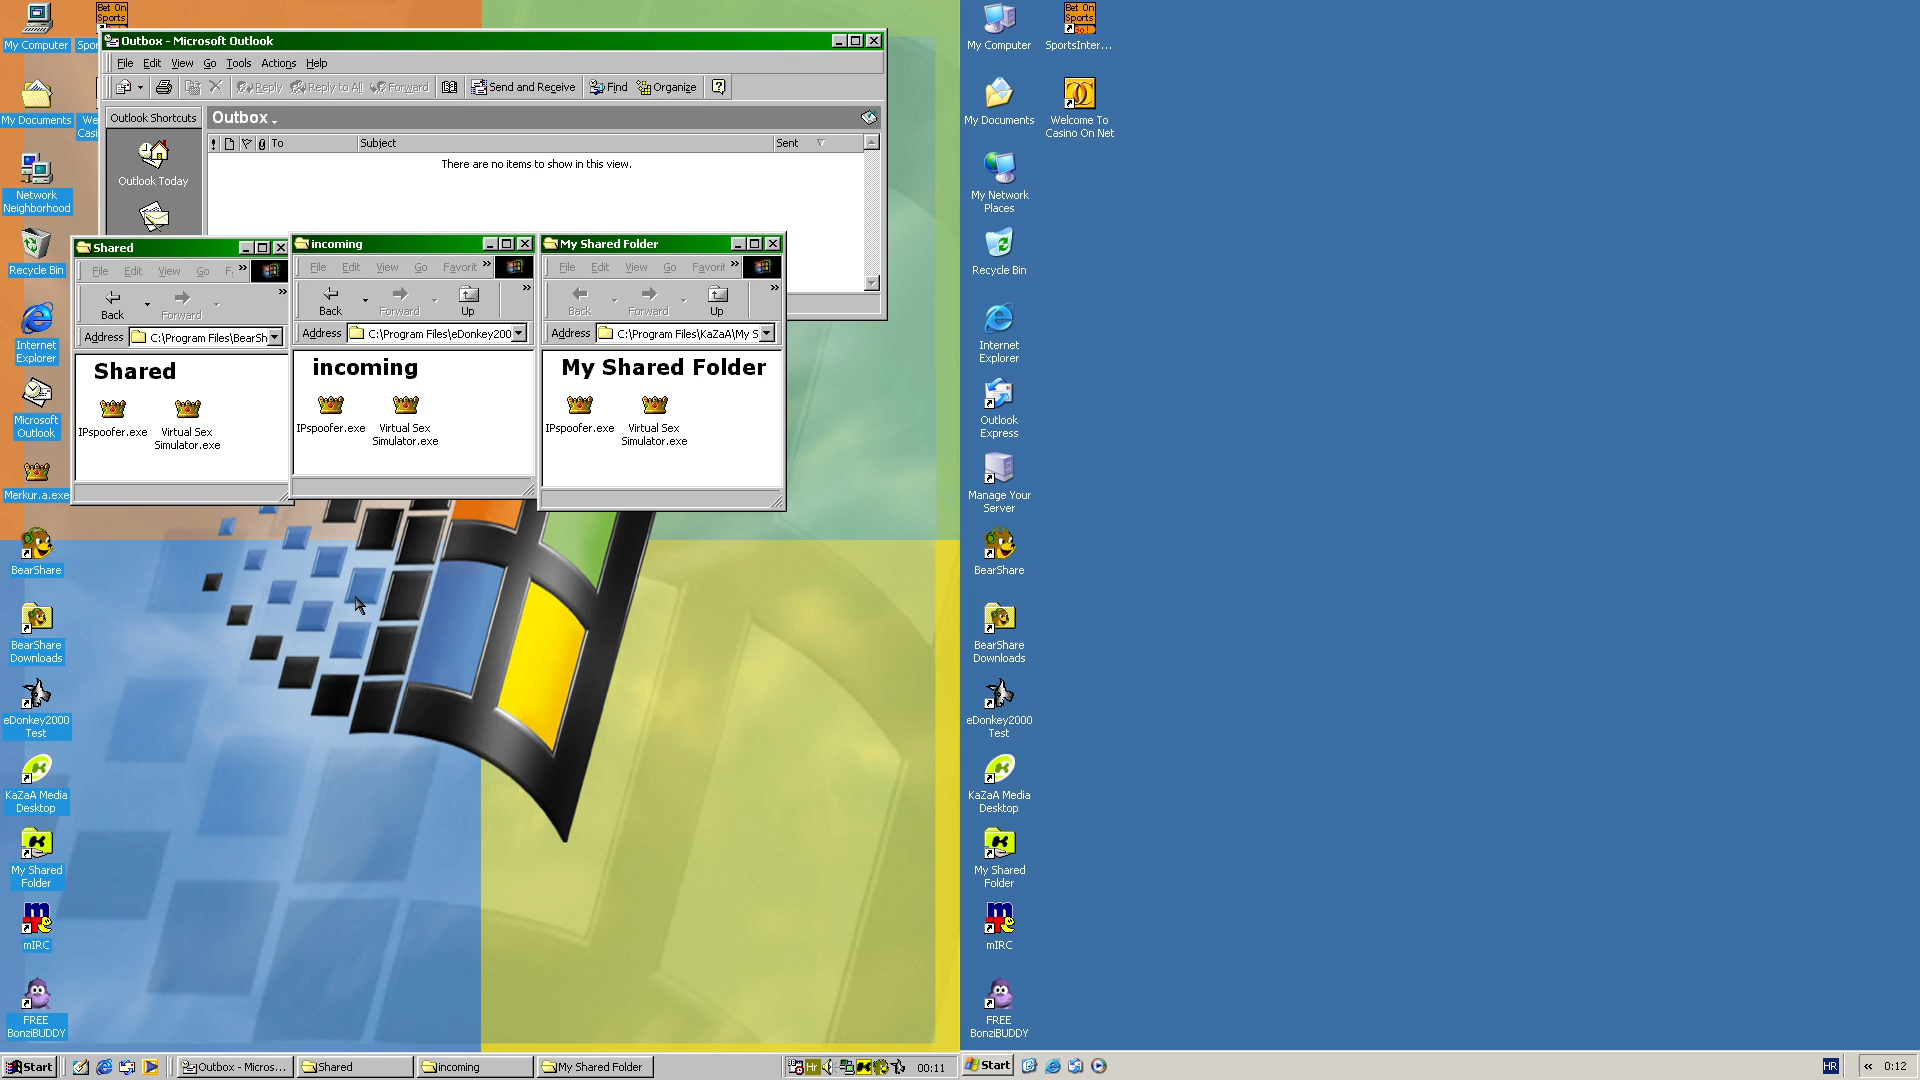 My Computer
Bet On
Sports
Spor
My Documents
We
Casi
Network
Neighborhood
Recycle Bin
Internet
Explorer
Microsoft
Outlook
Merkur.a.exe
BearShare
BearShare
Downloads
eDonkey2000
Test
KaZaA Media
Desktop
My Shared
Folder
mIRC
FREE
BonziBUDDY
Outbox - Microsoft Outlook
File Edit View Go Tools Actions Help
Reply Reply to All Forward Send and Receive Find Organize
Outlook Shortcuts
Outbox .
! To Subject Sent
There are no items to show in this view.
Outlook Today
Shared
File Edit View Go F. »
Back Forward »
Address C:\Program Files\BearSh
Shared
IPspoofer.exe
Virtual Sex
Simulator.exe
incoming
File Edit View Go Favorit »
Back Forward Up »
Address C:\Program Files\eDonkey200
incoming
IPspoofer.exe
Virtual Sex
Simulator.exe
My Shared Folder
File Edit View Go Favorit »
Back Forward Up »
Address C:\Program Files\KaZaA\My S
My Shared Folder
IPspoofer.exe
Virtual Sex
Simulator.exe
Start
Outbox - Micros...
Shared
incoming
My Shared Folder
Hr
00:11
My Computer
Bet On
Sports
Go!
SportsInter...
My Documents
Welcome To
Casino On Net
My Network
Places
Recycle Bin
Internet
Explorer
Outlook
Express
Manage Your
Server
BearShare
BearShare
Downloads
eDonkey2000
Test
KaZaA Media
Desktop
My Shared
Folder
mIRC
FREE
BonziBUDDY
Start
HR
«
0:12